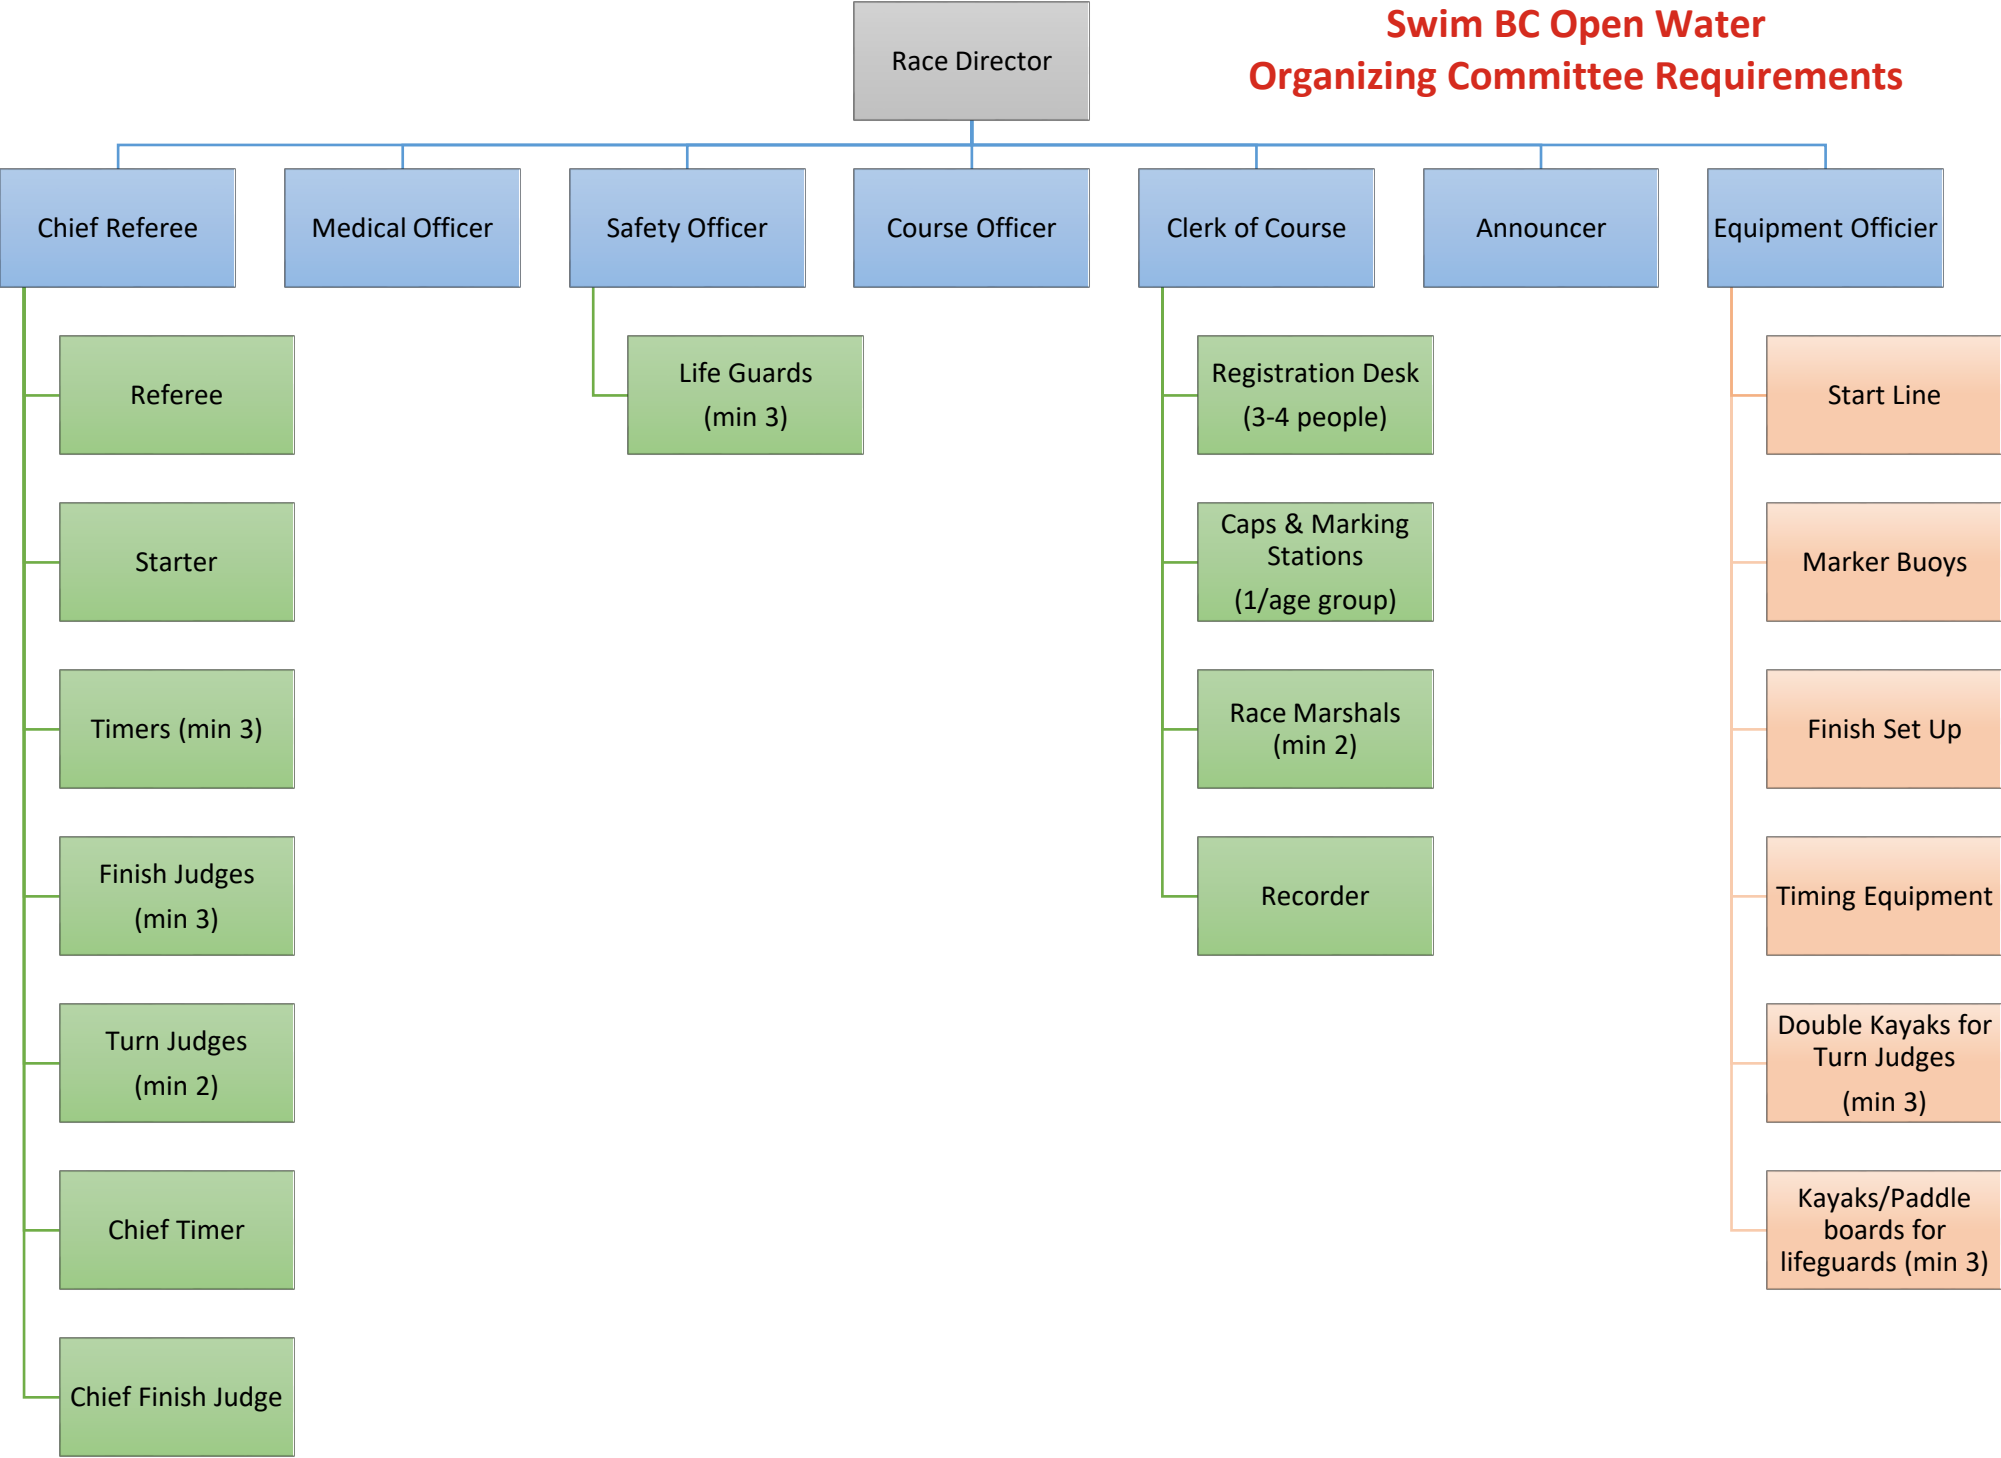 Swim BC Open Water
Organizing Committee Requirements
Race Director
Chief Referee
Medical Officer
Safety Officer
Course Officer
Clerk of Course
Announcer
Equipment Officier
Referee
Starter
Timers (min 3)
Finish Judges
(min 3)
Turn Judges
(min 2)
Chief Timer
Chief Finish Judge
Life Guards
(min 3)
Registration Desk
(3-4 people)
Caps & Marking
Stations
(1/age group)
Race Marshals
(min 2)
Recorder
Start Line
Marker Buoys
Finish Set Up
Timing Equipment
Double Kayaks for
Turn Judges
(min 3)
Kayaks/Paddle
boards for
lifeguards (min 3)